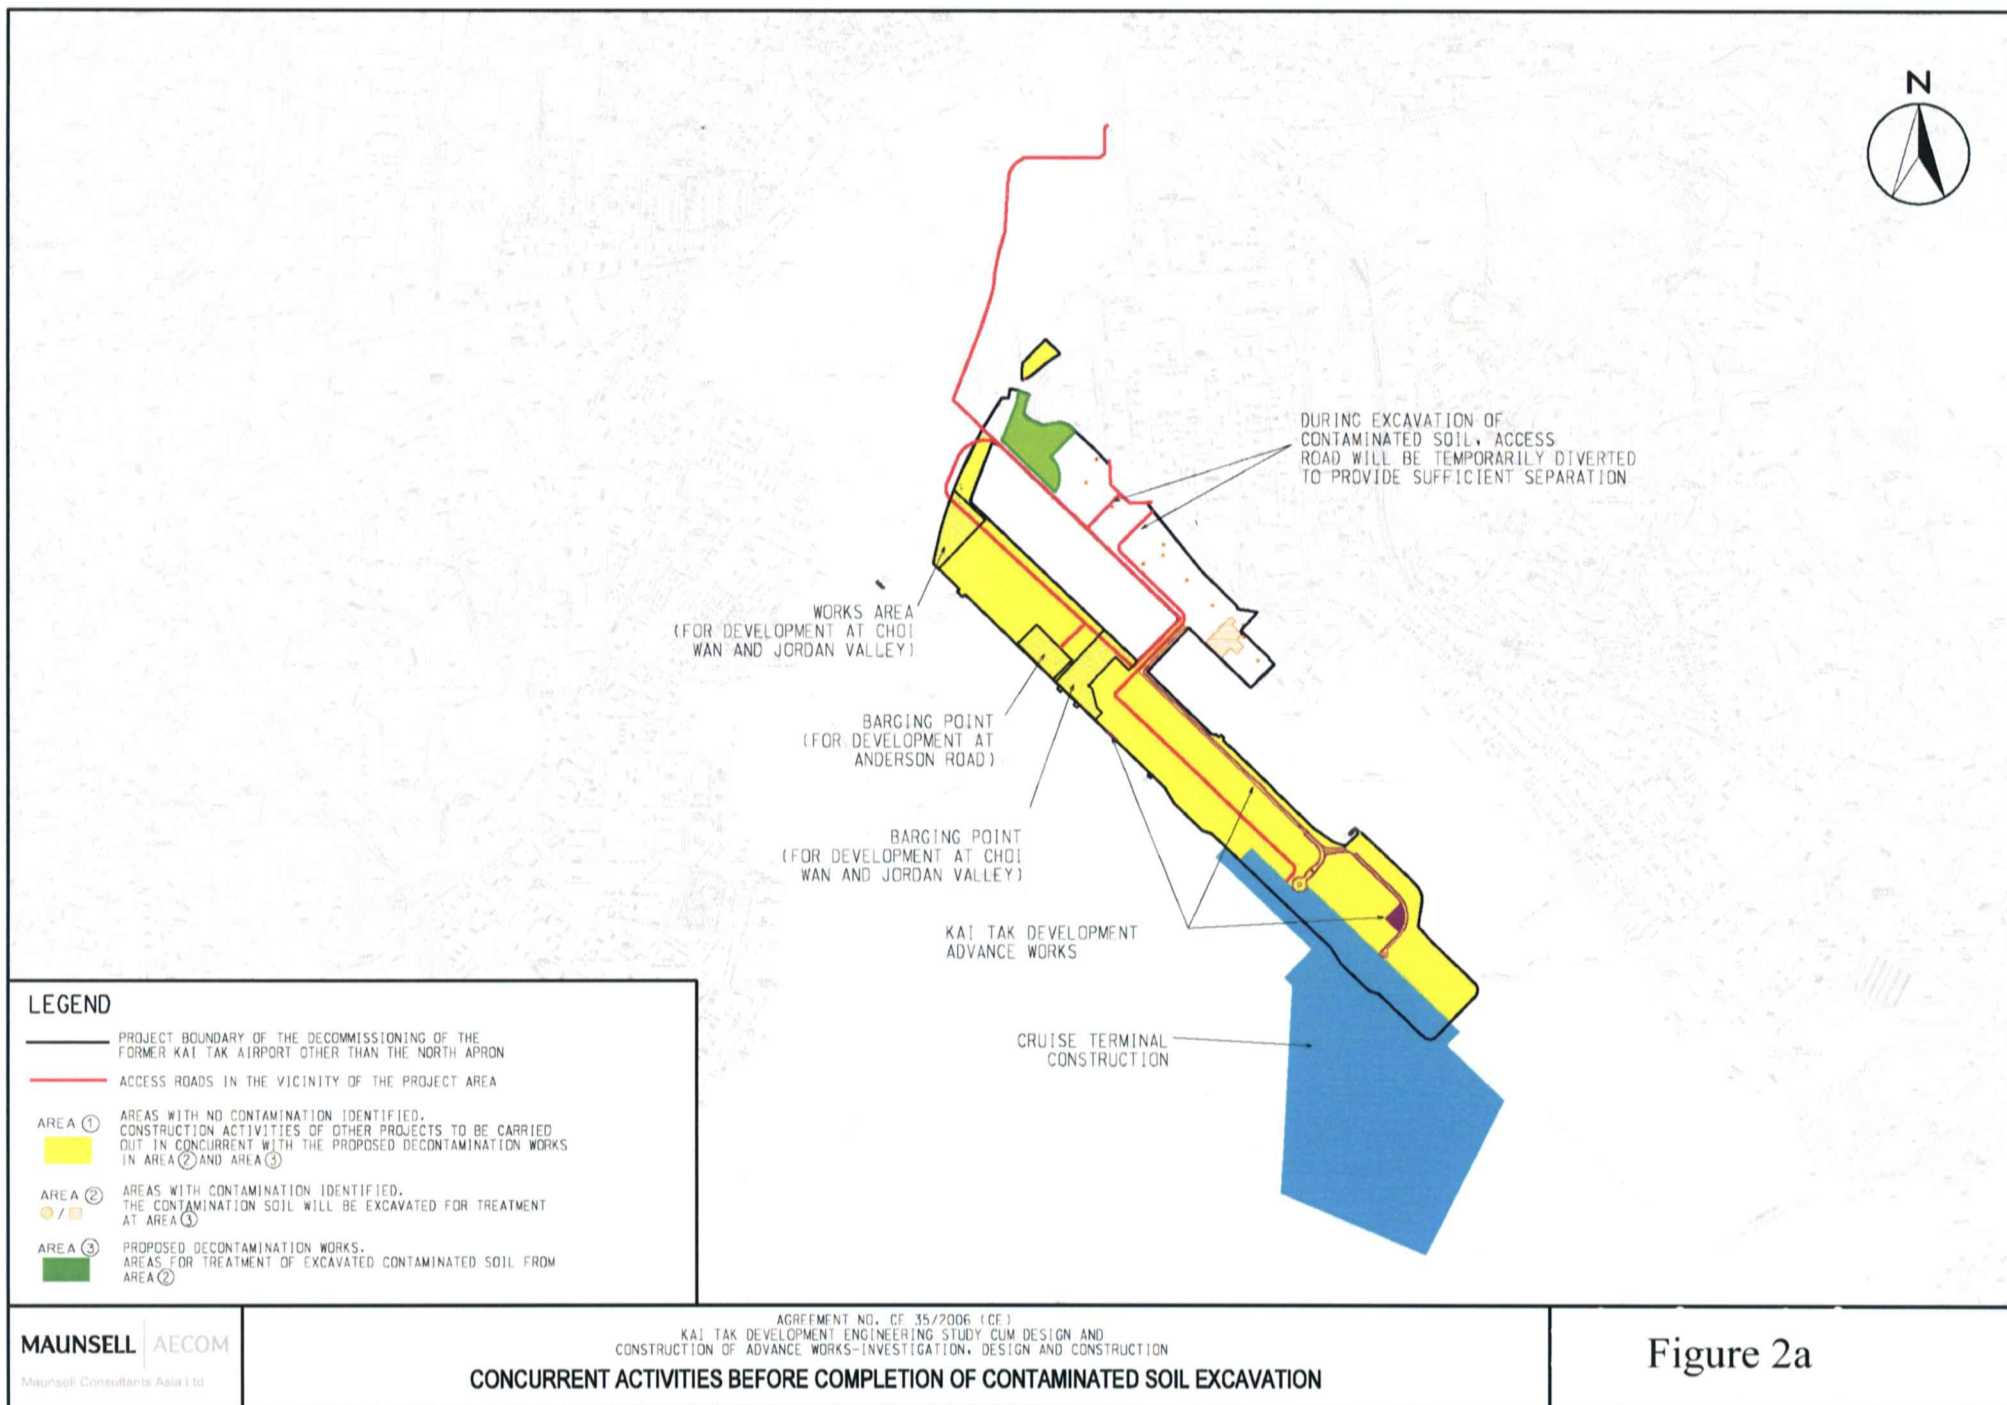 N
DURING EXCAVATION OF
CONTAMINATED SOIL, ACCESS
ROAD WILL BE TEMPORARILY DIVERTED
TO PROVIDE SUFFICIENT SEPARATION
WORKS AREA
(FOR DEVELOPMENT AT CHOI
WAN AND JORDAN VALLEY)
BARGING POINT
(FOR DEVELOPMENT AT
ANDERSON ROAD)
BARGING POINT
(FOR DEVELOPMENT AT CHOI
WAN AND JORDAN VALLEY)
KAI TAK DEVELOPMENT
ADVANCE WORKS
CRUISE TERMINAL
CONSTRUCTION
LEGEND
PROJECT BOUNDARY OF THE DECOMMISSIONING OF THE
FORMER KAI TAK AIRPORT OTHER THAN THE NORTH APRON
ACCESS ROADS IN THE VICINITY OF THE PROJECT AREA
AREA ①
AREAS WITH NO CONTAMINATION IDENTIFIED.
CONSTRUCTION ACTIVITIES OF OTHER PROJECTS TO BE CARRIED
OUT IN CONCURRENT WITH THE PROPOSED DECONTAMINATION WORKS
IN AREA ② AND AREA ③
AREA ②
/
AREAS WITH CONTAMINATION IDENTIFIED.
THE CONTAMINATION SOIL WILL BE EXCAVATED FOR TREATMENT
AT AREA ③
AREA ③
PROPOSED DECONTAMINATION WORKS.
AREAS FOR TREATMENT OF EXCAVATED CONTAMINATED SOIL FROM
AREA ②
MAUNSELL AECOM
Maunsell Consultants Asia Ltd
AGREEMENT NO. CE 35/2006 (CE)
KAI TAK DEVELOPMENT ENGINEERING STUDY CUM DESIGN AND
CONSTRUCTION OF ADVANCE WORKS-INVESTIGATION, DESIGN AND CONSTRUCTION
CONCURRENT ACTIVITIES BEFORE COMPLETION OF CONTAMINATED SOIL EXCAVATION
Figure 2a